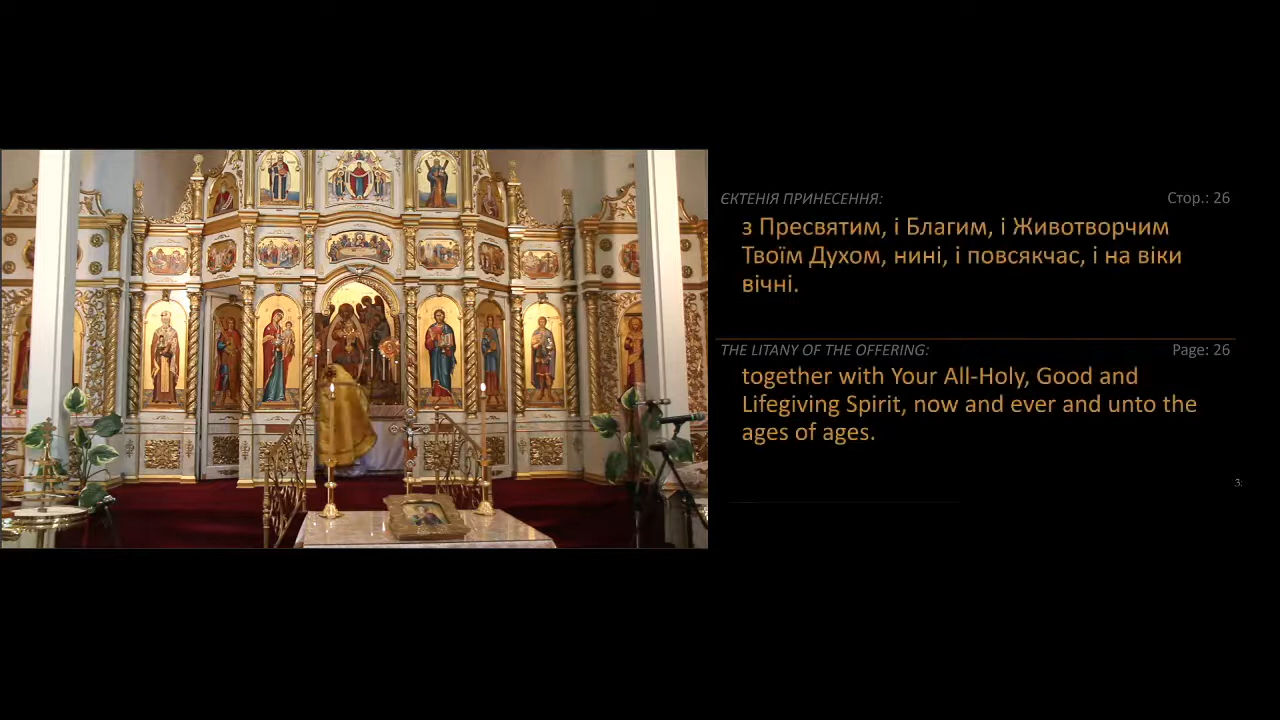 ЄКТЕНІЯ ПРИНЕСЕННЯ: Стор.: 26
з Пресвятим, і Благим, і Животворчим
Твоїм Духом, нині, і повсякчас, і на віки
вічні.
THE LITANY OF THE OFFERING: Page: 26
together with Your All-Holy, Good and
Lifegiving Spirit, now and ever and unto the
ages of ages.